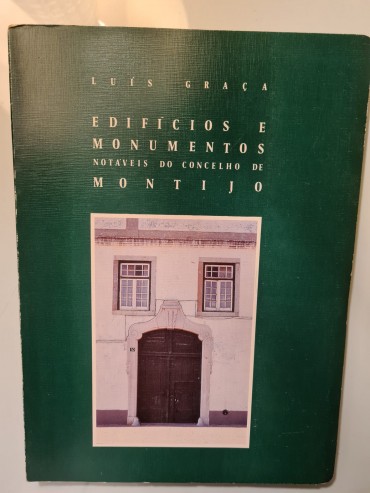 LUÍS GRAÇA
EDIFÍCIOS E
MONUMENTOS
NOTÁVEIS DO CONCELHO DE
MONTIJO